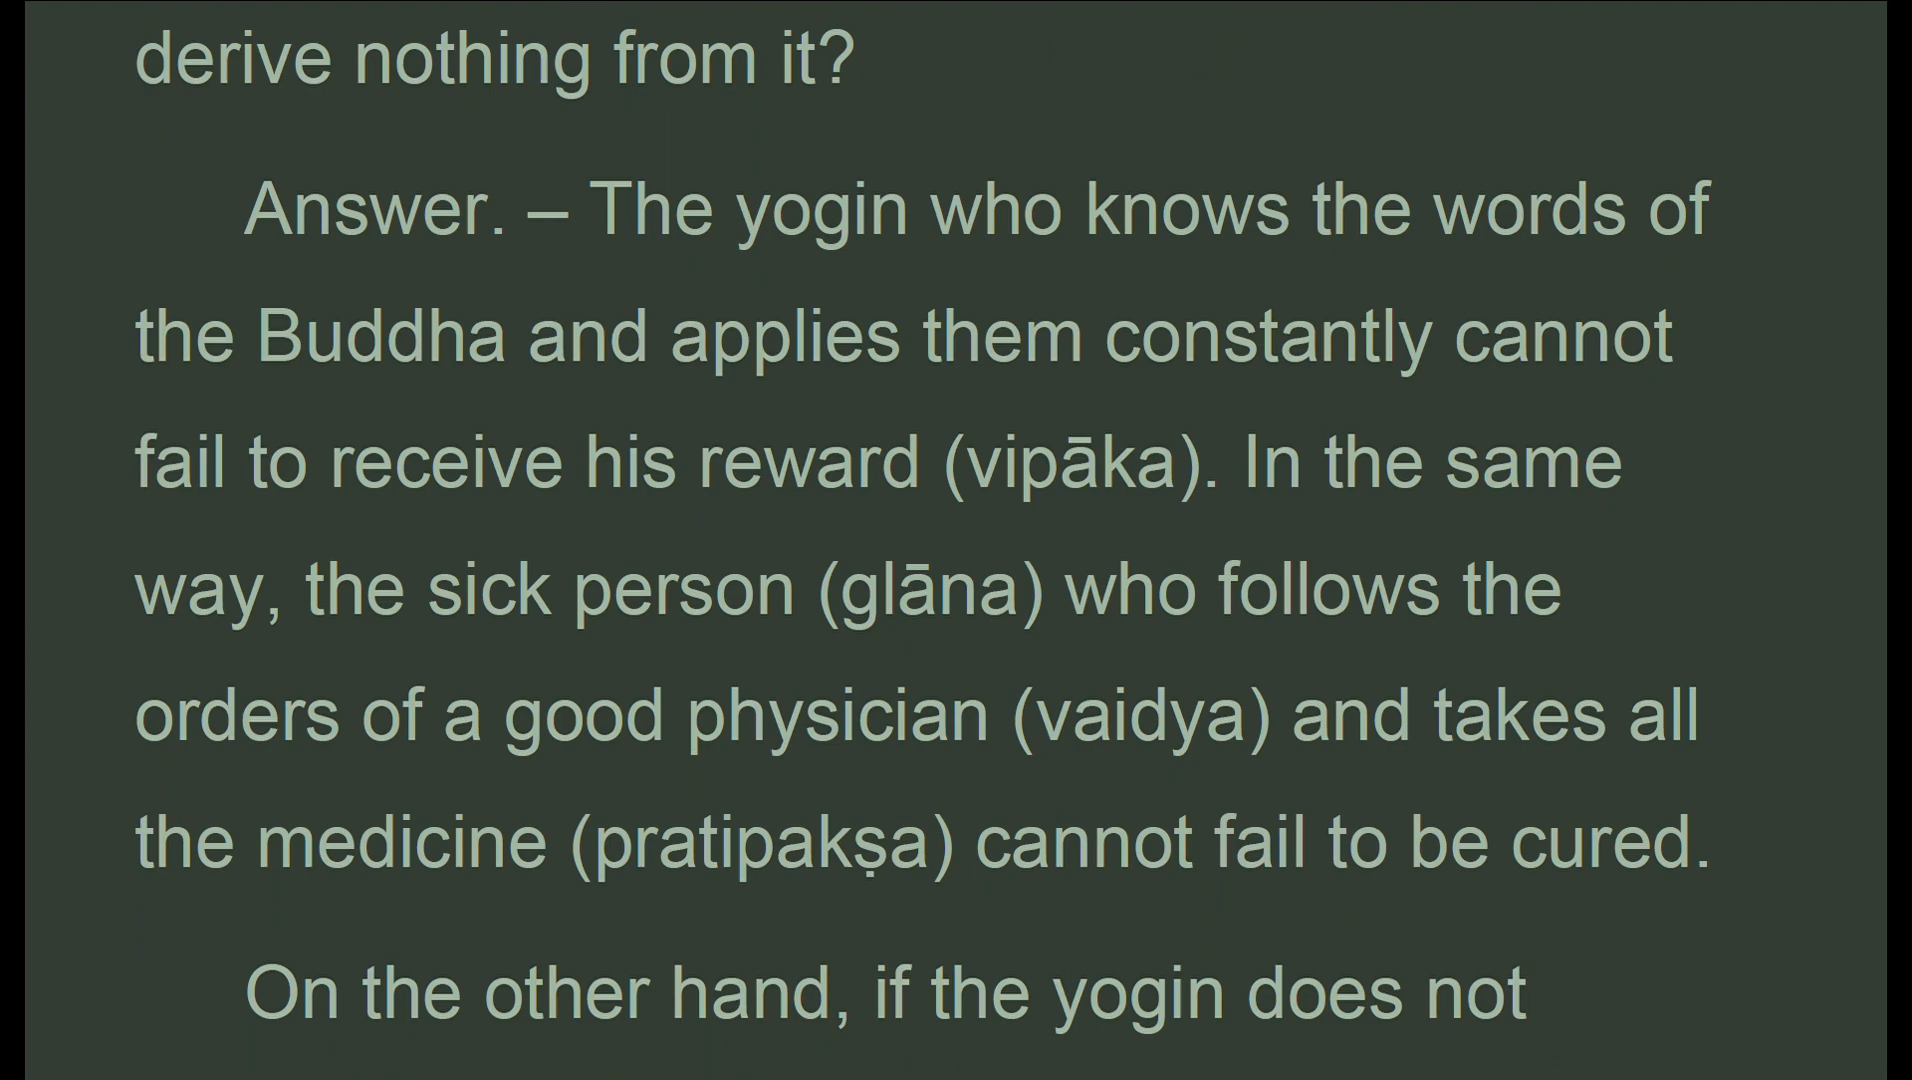 derive nothing from it?
Answer. – The yogin who knows the words of
the Buddha and applies them constantly cannot
fail to receive his reward (vipāka). In the same
way, the sick person (glāna) who follows the
orders of a good physician (vaidya) and takes all
the medicine (pratipakṣa) cannot fail to be cured.
On the other hand, if the yogin does not